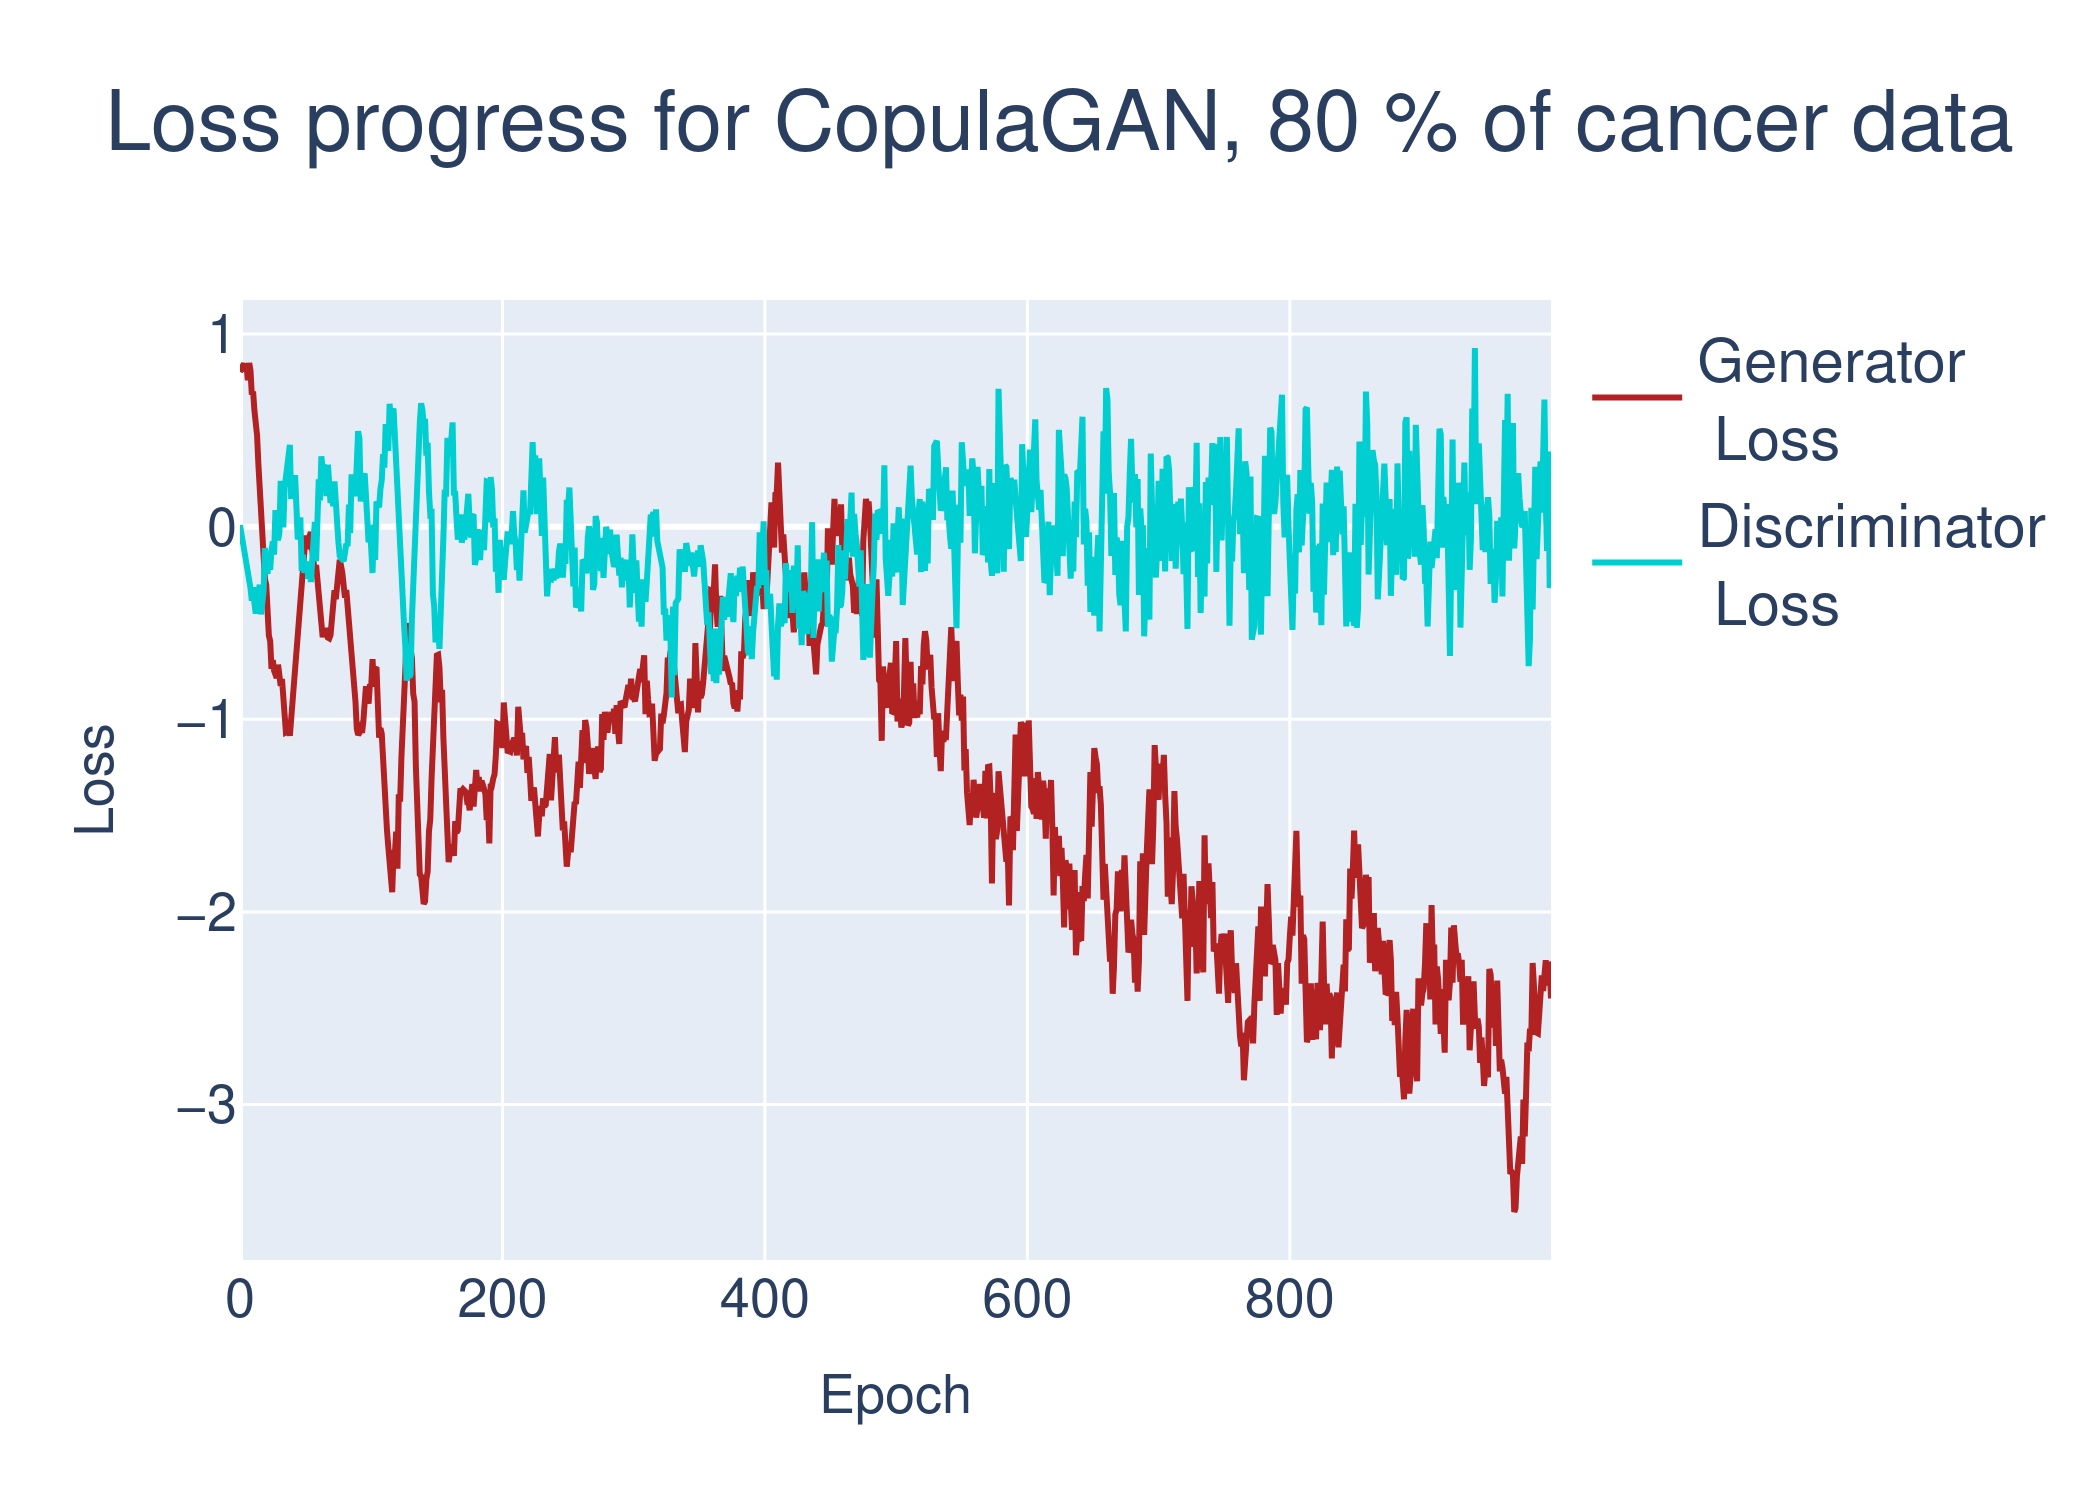 Loss progress for CopulaGAN, 80 % of cancer data
1
0
−1
−2
−3
Loss
0
200
400
600
800
Epoch
Generator
Loss
Discriminator
Loss